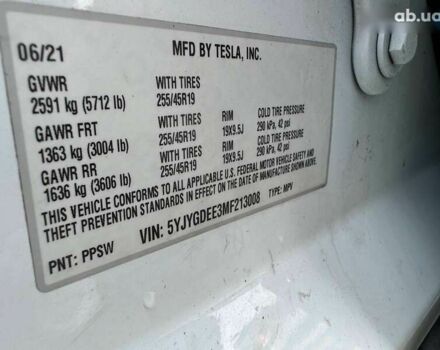 ab.ua
06/21 MFD BY TESLA, INC.
GVWR WITH TIRES
2591 kg (5712 lb) 255/45R19
GAWR FRT WITH TIRES RIM COLD TIRE PRESSURE
1363 kg (3004 lb) 255/45R19 19X9.5J 290 kPa, 42 psi
GAWR RR WITH TIRES RIM COLD TIRE PRESSURE
1636 kg (3606 lb) 255/45R19 19X9.5J 290 kPa, 42 psi
THIS VEHICLE CONFORMS TO ALL APPLICABLE U.S. FEDERAL MOTOR VEHICLE SAFETY AND
THEFT PREVENTION STANDARDS IN EFFECT ON THE DATE OF MANUFACTURE SHOWN ABOVE.
PNT: PPSW VIN: 5YJYGDEE3MF213008 TYPE: MPV